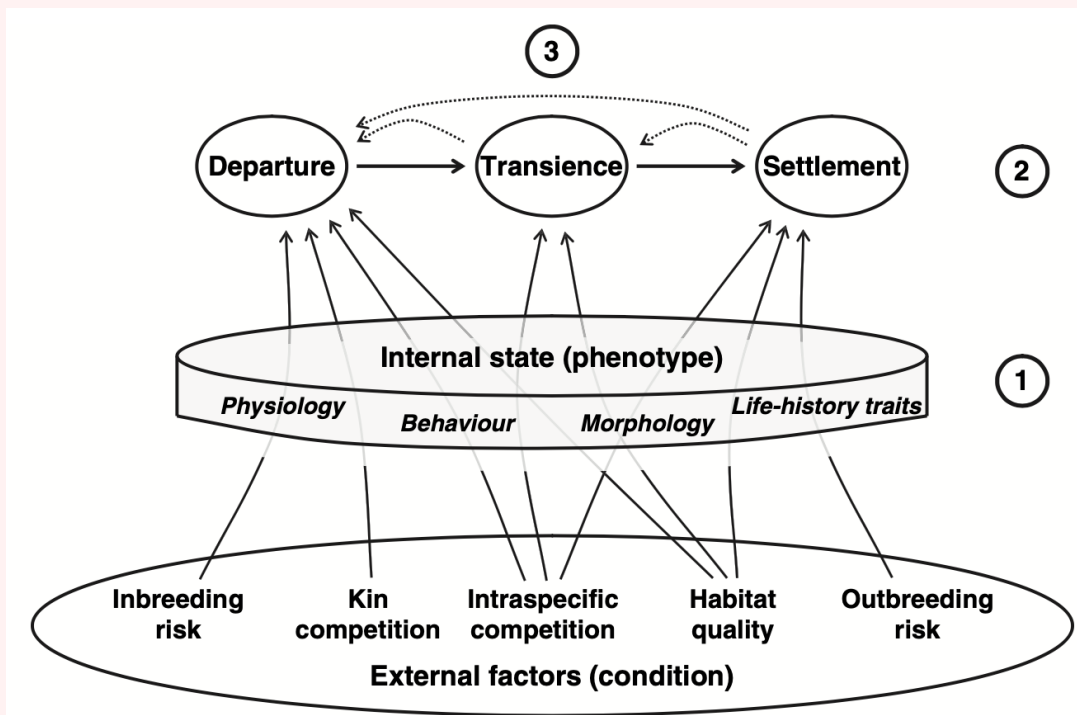 3
Departure
Transience
Settlement
2
Internal state (phenotype)
1
Physiology
Behaviour
Morphology
Life-history traits
Inbreeding
risk
Kin
competition
Intraspecific
competition
Habitat
quality
Outbreeding
risk
External factors (condition)